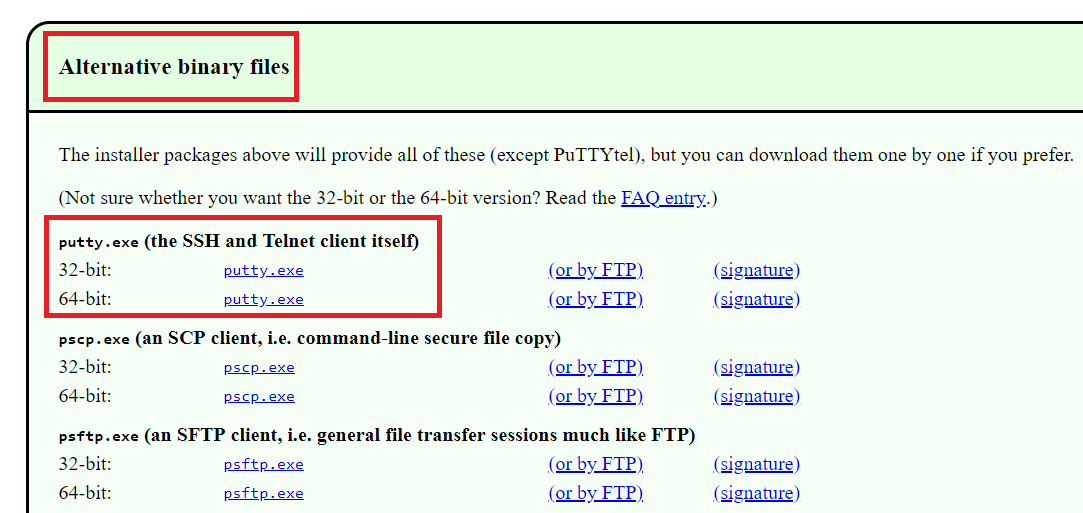 Alternative binary files
The installer packages above will provide all of these (except PuTTYtel), but you can download them one by one if you prefer.
(Not sure whether you want the 32-bit or the 64-bit version? Read the FAQ entry.)
putty.exe (the SSH and Telnet client itself)
32-bit: putty.exe (or by FTP) (signature)
64-bit: putty.exe (or by FTP) (signature)
pscp.exe (an SCP client, i.e. command-line secure file copy)
32-bit: pscp.exe (or by FTP) (signature)
64-bit: pscp.exe (or by FTP) (signature)
psftp.exe (an SFTP client, i.e. general file transfer sessions much like FTP)
32-bit: psftp.exe (or by FTP) (signature)
64-bit: psftp.exe (or by FTP) (signature)